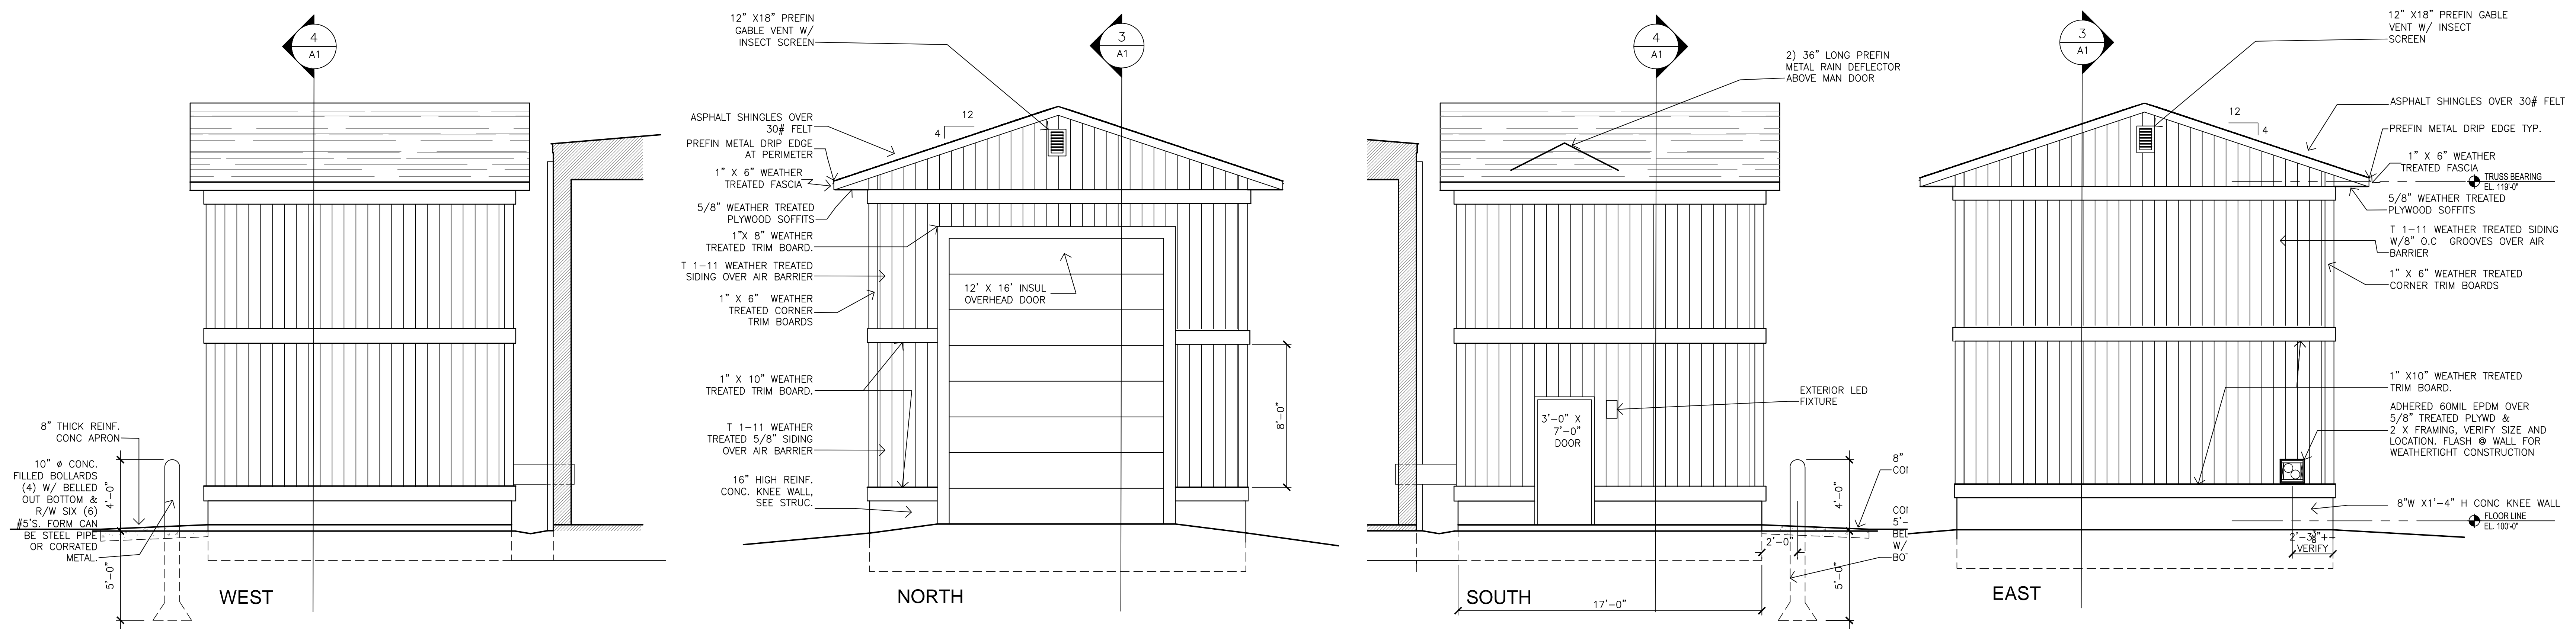 4
A1
8" THICK REINF.
CONC APRON
10" ø CONC.
FILLED BOLLARDS
(4) W/ BELLED
OUT BOTTOM &
R/W SIX (6)
#5'S. FORM CAN
BE STEEL PIPE
OR CORRATED
METAL.
4'-0"
5'-0"
WEST
12" X18" PREFIN
GABLE VENT W/
INSECT SCREEN
3
A1
12
4
ASPHALT SHINGLES OVER
30# FELT
PREFIN METAL DRIP EDGE
AT PERIMETER
1" X 6" WEATHER
TREATED FASCIA
5/8" WEATHER TREATED
PLYWOOD SOFFITS
1"X 8" WEATHER
TREATED TRIM BOARD.
T 1-11 WEATHER TREATED
SIDING OVER AIR BARRIER
1" X 6" WEATHER
TREATED CORNER
TRIM BOARDS
12' X 16' INSUL
OVERHEAD DOOR
1" X 10" WEATHER
TREATED TRIM BOARD.
T 1-11 WEATHER
TREATED 5/8" SIDING
OVER AIR BARRIER
16" HIGH REINF.
CONC. KNEE WALL,
SEE STRUC.
8'-0"
NORTH
4
A1
2) 36" LONG PREFIN
METAL RAIN DEFLECTOR
ABOVE MAN DOOR
EXTERIOR LED
FIXTURE
3'-0" X
7'-0"
DOOR
8"
COI
COI
5'-
BEL
W/
BOT
2'-0"
4'-0"
5'-0"
17'-0"
SOUTH
3
A1
12" X18" PREFIN GABLE
VENT W/ INSECT
SCREEN
12
4
ASPHALT SHINGLES OVER 30# FELT
PREFIN METAL DRIP EDGE TYP.
1" X 6" WEATHER
TREATED FASCIA
TRUSS BEARING
EL. 119'-0"
5/8" WEATHER TREATED
PLYWOOD SOFFITS
T 1-11 WEATHER TREATED SIDING
W/8" O.C GROOVES OVER AIR
BARRIER
1" X 6" WEATHER TREATED
CORNER TRIM BOARDS
1" X10" WEATHER TREATED
TRIM BOARD.
ADHERED 60MIL EPDM OVER
5/8" TREATED PLYWD &
2 X FRAMING, VERIFY SIZE AND
LOCATION. FLASH @ WALL FOR
WEATHERTIGHT CONSTRUCTION
8"W X1'-4" H CONC KNEE WALL
FLOOR LINE
EL. 100'-0"
VERIFY
EAST